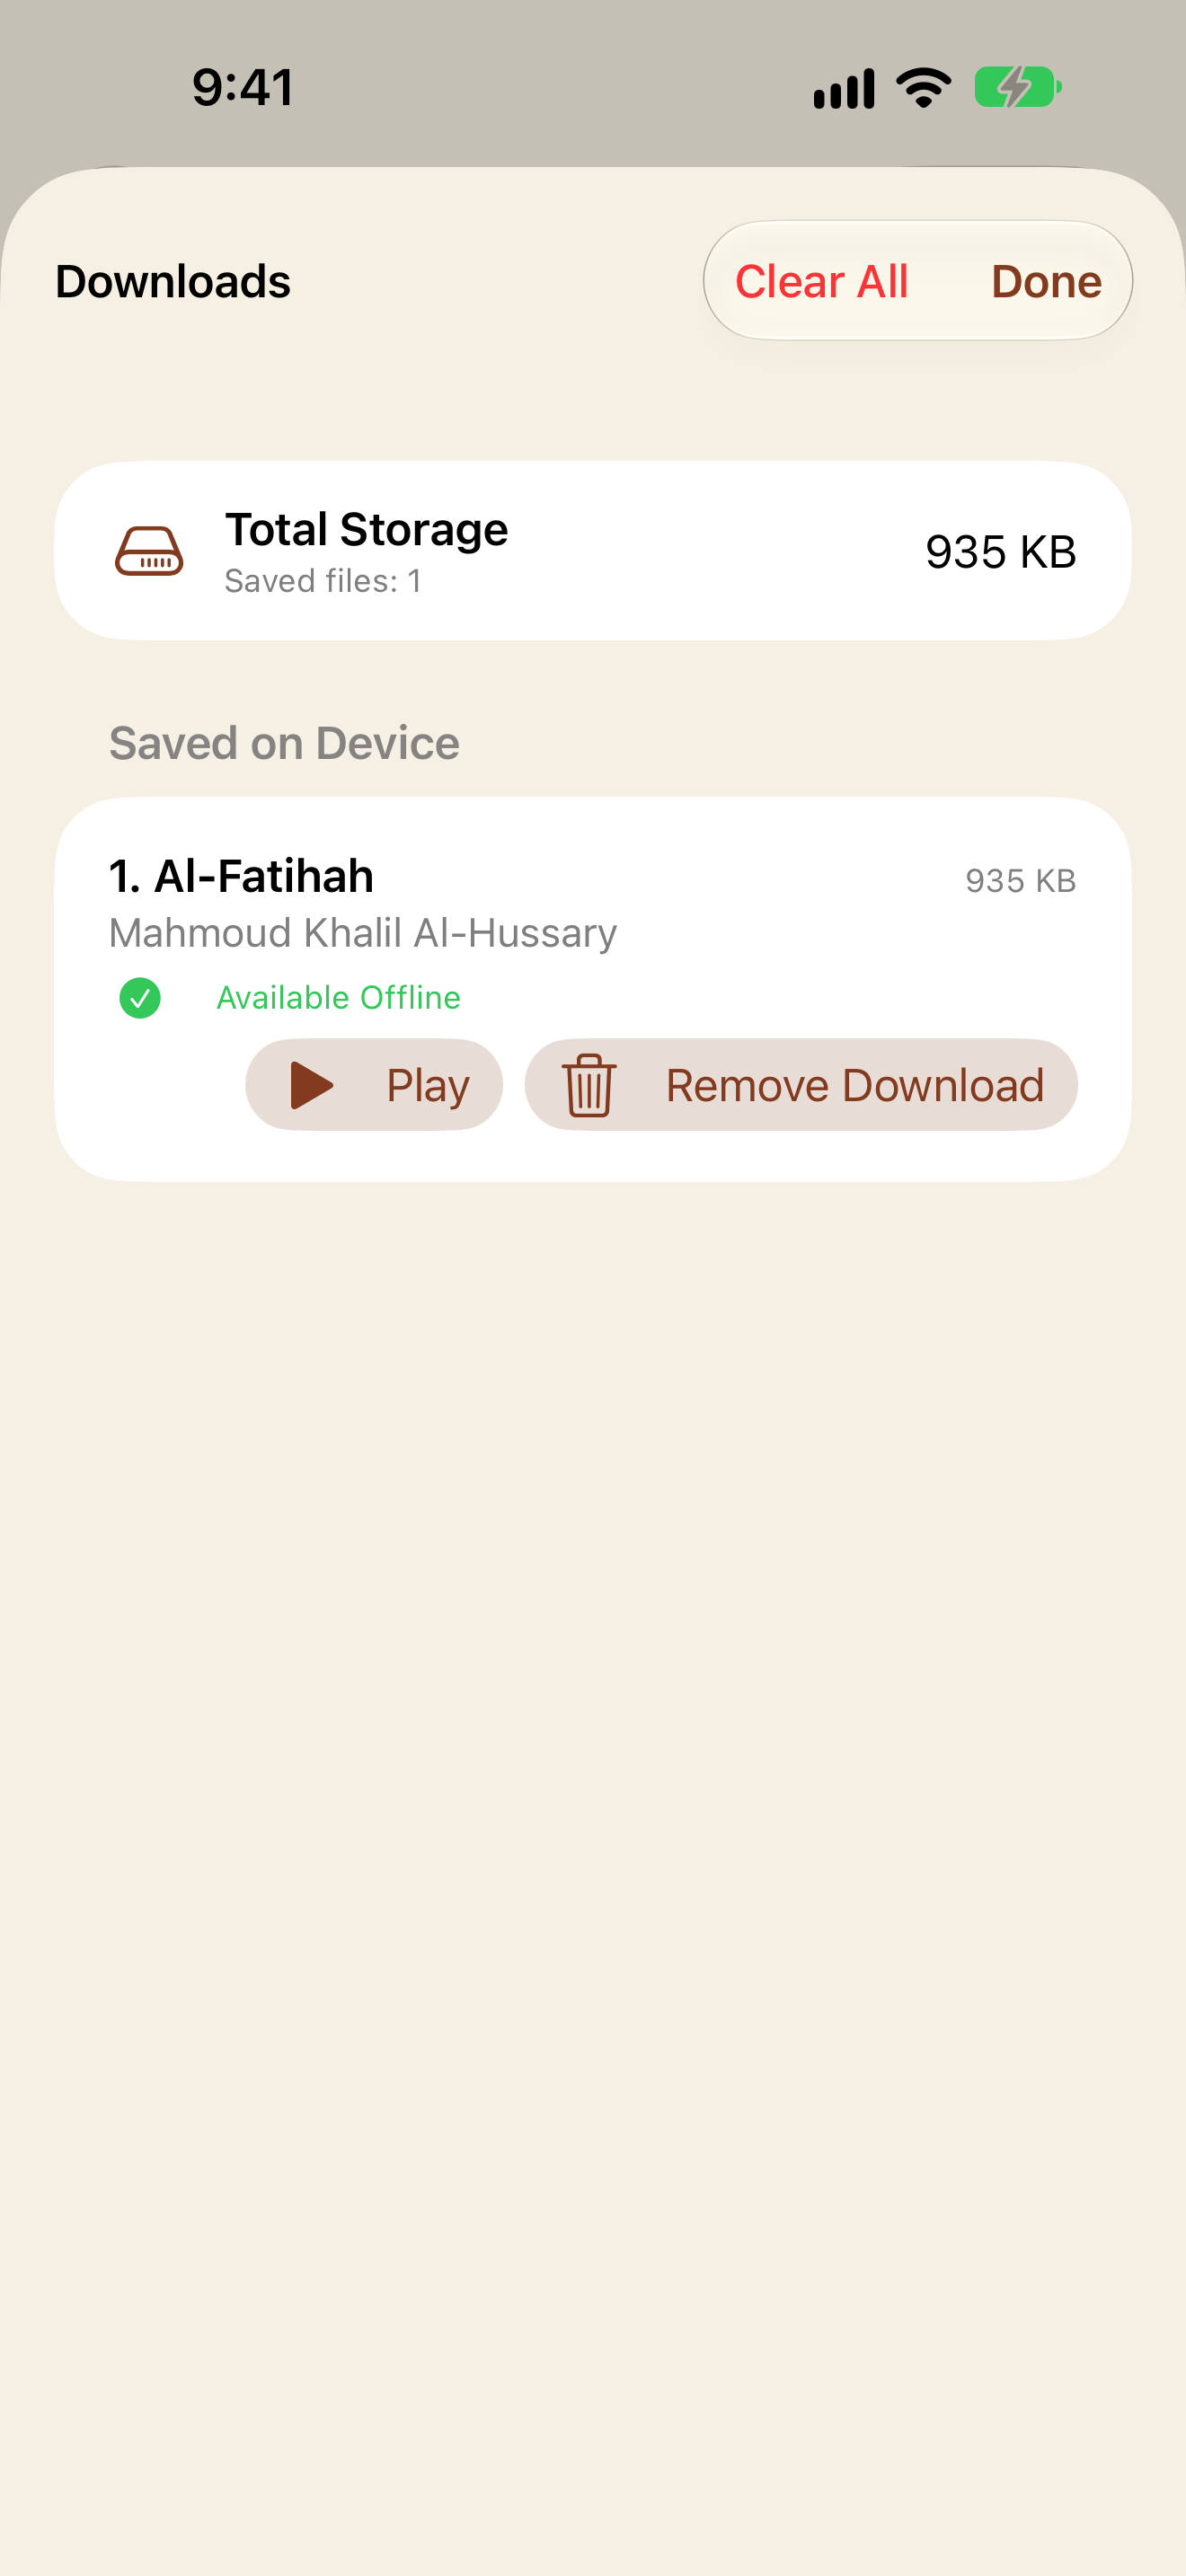 9:41
Downloads
Clear All
Done
Total Storage
Saved files: 1
935 KB
Saved on Device
1. Al-Fatihah
935 KB
Mahmoud Khalil Al-Hussary
Available Offline
Play
Remove Download